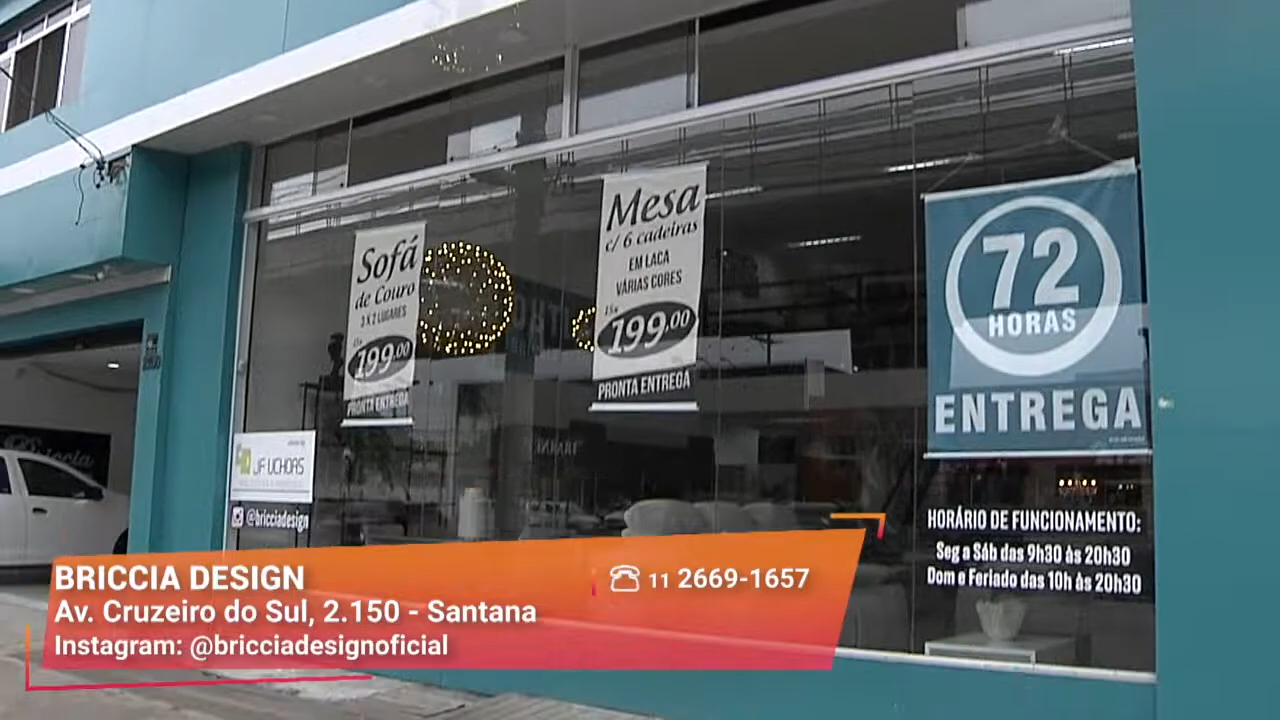 Sofá
de Couro
3 X 2 LUGARES
199,00
PRONTA ENTREGA
Mesa
c/ 6 cadeiras
EM LACA
VÁRIAS CORES
15x
199,00
PRONTA ENTREGA
72
HORAS
ENTREGA
JF UCHOAS
@bricciadesign
HORÁRIO DE FUNCIONAMENTO:
Seg a Sáb das 9h30 às 20h30
Dom e Feriado das 10h às 20h30
BRICCIA DESIGN
11 2669-1657
Av. Cruzeiro do Sul, 2.150 - Santana
Instagram: @bricciadesignoficial